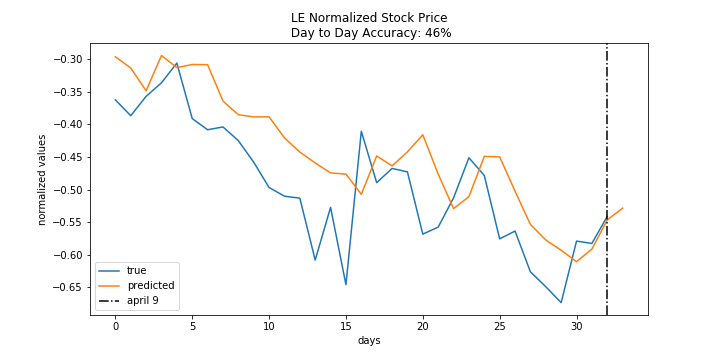 LE Normalized Stock Price
Day to Day Accuracy: 46%
−0.30
−0.35
−0.40
−0.45
−0.50
−0.55
−0.60
−0.65
normalized values
true
predicted
april 9
0 5 10 15 20 25 30
days